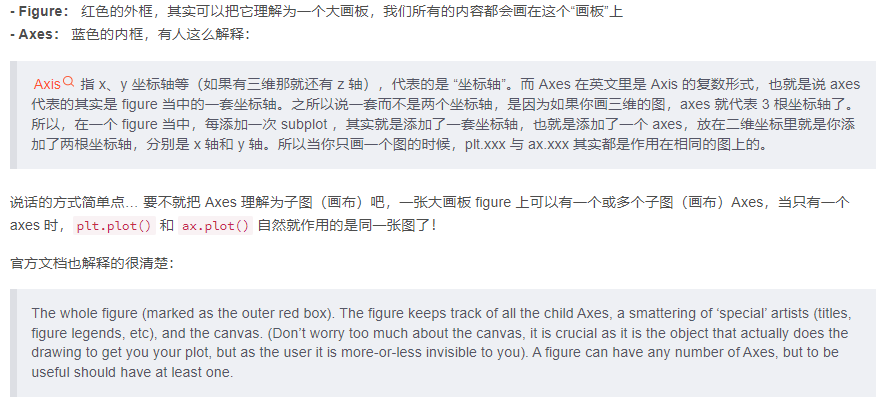 - Figure： 红色的外框，其实可以把它理解为一个大画板，我们所有的内容都会画在这个“画板”上
- Axes： 蓝色的内框，有人这么解释：
Axis 指 x、y 坐标轴等（如果有三维那就还有 z 轴），代表的是 “坐标轴”。而 Axes 在英文里是 Axis 的复数形式，也就是说 axes
代表的其实是 figure 当中的一套坐标轴。之所以说一套而不是两个坐标轴，是因为如果你画三维的图，axes 就代表 3 根坐标轴了。
所以，在一个 figure 当中，每添加一次 subplot ，其实就是添加了一套坐标轴，也就是添加了一个 axes，放在二维坐标里就是你添
加了两根坐标轴，分别是 x 轴和 y 轴。所以当你只画一个图的时候，plt.xxx 与 ax.xxx 其实都是作用在相同的图上的。
说话的方式简单点… 要不就把 Axes 理解为子图（画布）吧，一张大画板 figure 上可以有一个或多个子图（画布）Axes，当只有一个
axes 时，plt.plot() 和 ax.plot() 自然就作用的是同一张图了！
官方文档也解释的很清楚：
The whole figure (marked as the outer red box). The figure keeps track of all the child Axes, a smattering of ‘special’ artists (titles,
figure legends, etc), and the canvas. (Don’t worry too much about the canvas, it is crucial as it is the object that actually does the
drawing to get you your plot, but as the user it is more-or-less invisible to you). A figure can have any number of Axes, but to be
useful should have at least one.